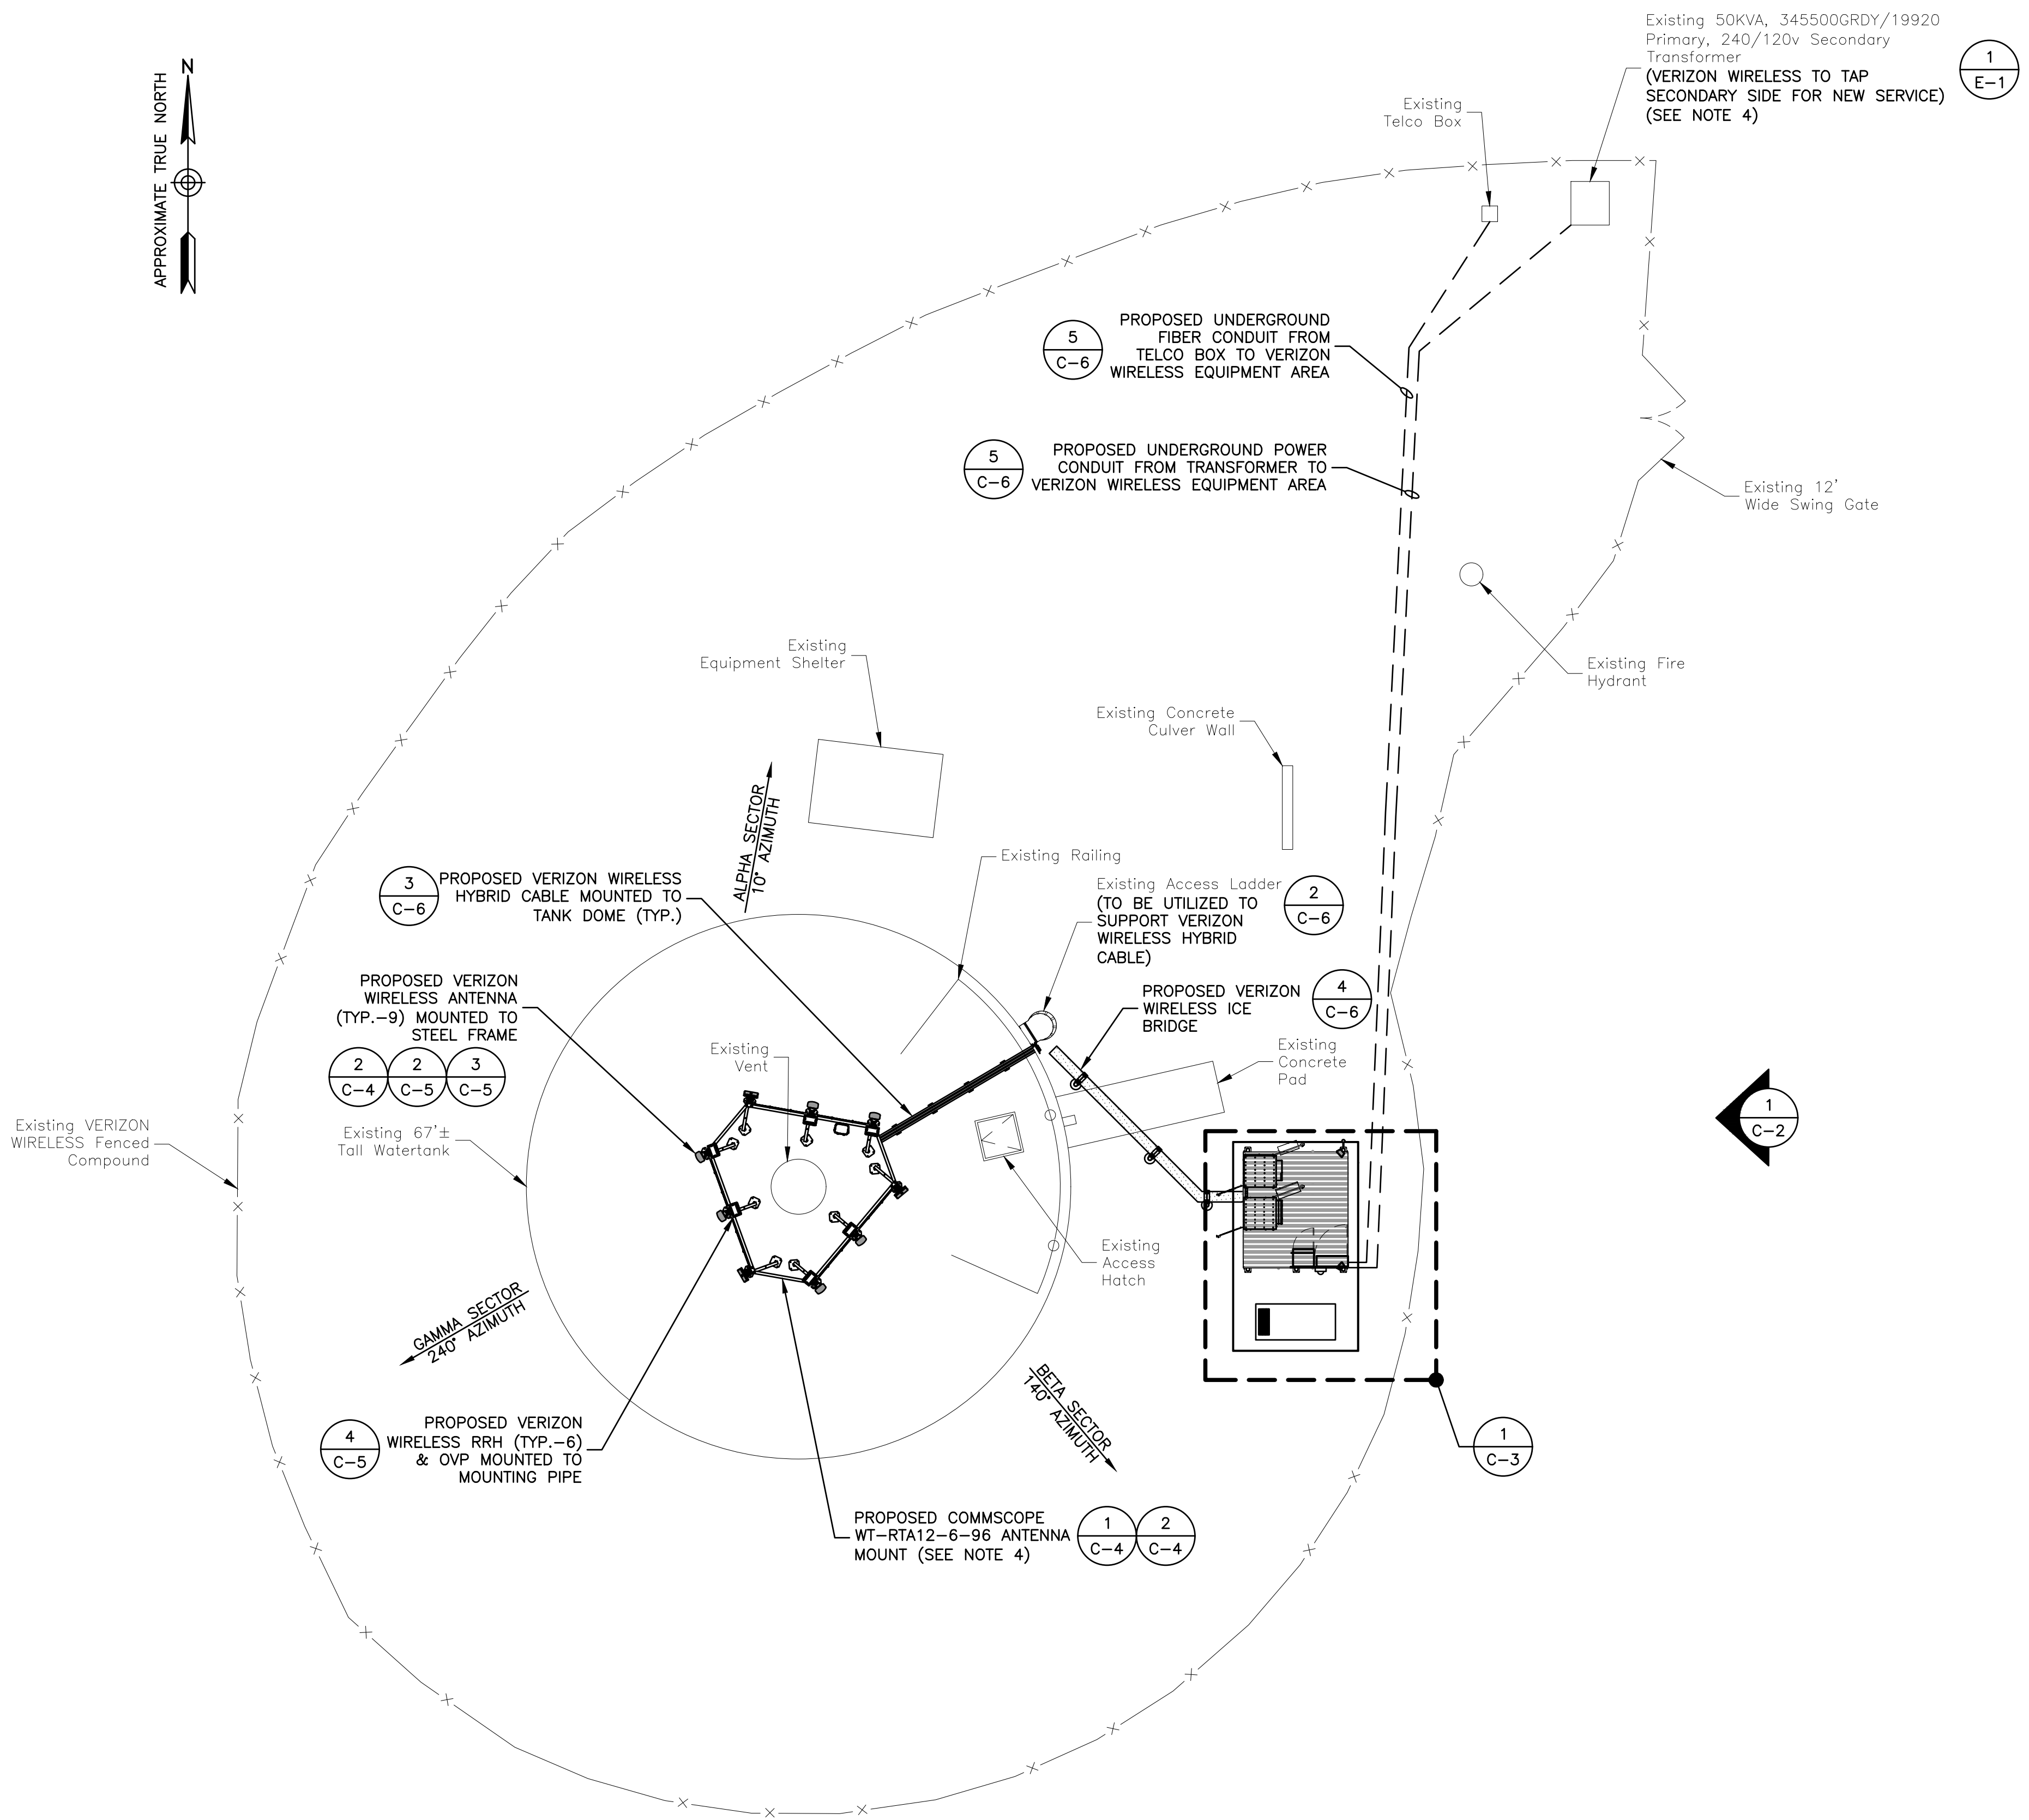 Existing 50KVA, 345500GRDY/19920
Primary, 240/120v Secondary
Transformer
(VERIZON WIRELESS TO TAP
SECONDARY SIDE FOR NEW SERVICE)
(SEE NOTE 4)
1
E-1
N
APPROXIMATE TRUE NORTH
Existing
Telco Box
5
C-6
PROPOSED UNDERGROUND
FIBER CONDUIT FROM
TELCO BOX TO VERIZON
WIRELESS EQUIPMENT AREA
5
C-6
PROPOSED UNDERGROUND POWER
CONDUIT FROM TRANSFORMER TO
VERIZON WIRELESS EQUIPMENT AREA
Existing 12'
Wide Swing Gate
Existing
Equipment Shelter
Existing Fire
Hydrant
Existing Concrete
Culver Wall
ALPHA SECTOR
10° AZIMUTH
Existing Railing
3
C-6
PROPOSED VERIZON WIRELESS
HYBRID CABLE MOUNTED TO
TANK DOME (TYP.)
Existing Access Ladder
(TO BE UTILIZED TO
SUPPORT VERIZON
WIRELESS HYBRID
CABLE)
2
C-6
PROPOSED VERIZON
WIRELESS ANTENNA
(TYP.-9) MOUNTED TO
STEEL FRAME
2
C-4
2
C-5
3
C-5
PROPOSED VERIZON
WIRELESS ICE
BRIDGE
4
C-6
Existing
Vent
Existing
Concrete
Pad
1
C-2
Existing VERIZON
WIRELESS Fenced
Compound
Existing 67'±
Tall Watertank
Existing
Access
Hatch
GAMMA SECTOR
240° AZIMUTH
BETA SECTOR
140° AZIMUTH
4
C-5
PROPOSED VERIZON
WIRELESS RRH (TYP.-6)
& OVP MOUNTED TO
MOUNTING PIPE
1
C-3
PROPOSED COMMSCOPE
WT-RTA12-6-96 ANTENNA
MOUNT (SEE NOTE 4)
1
C-4
2
C-4